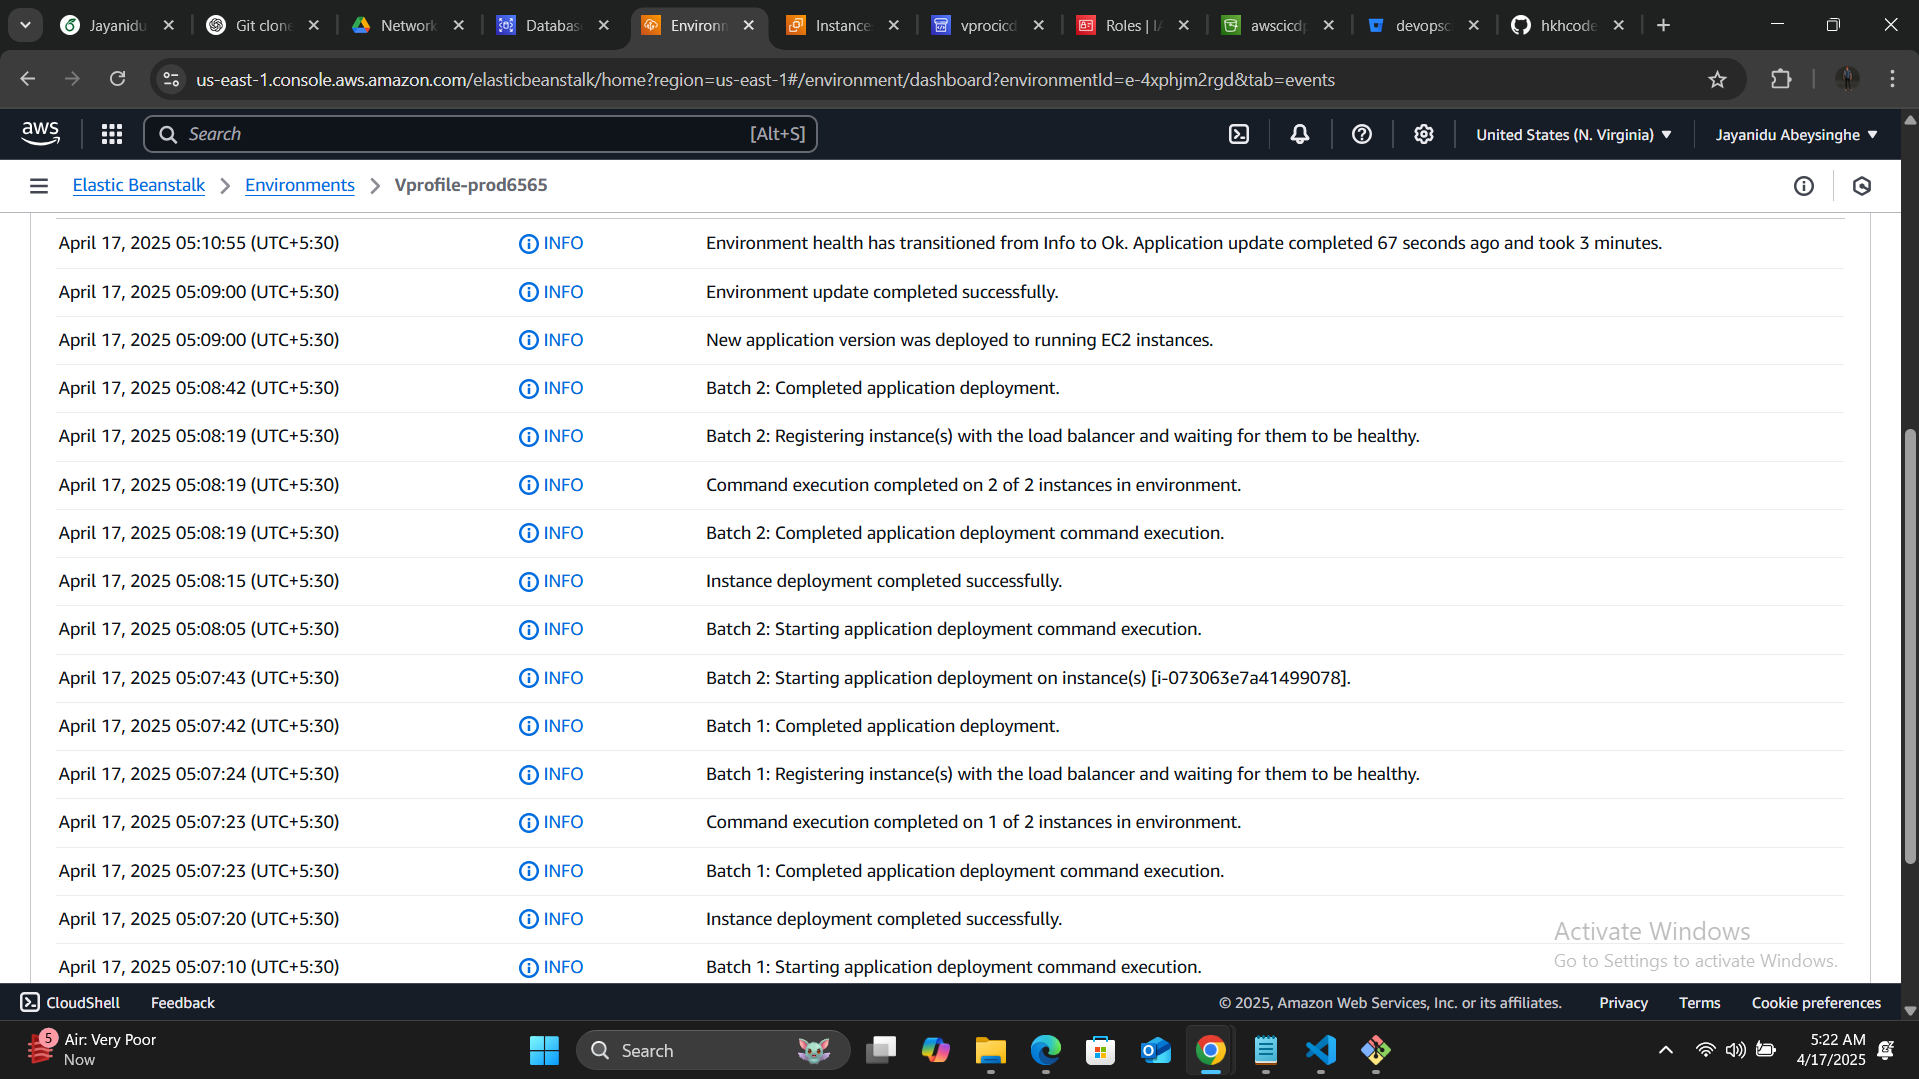 Jayanidu
Git clone
Network
Databas
Environm
Instance
vprocicd
Roles | IA
awscicdp
devopsci
hkhcode
us-east-1.console.aws.amazon.com/elasticbeanstalk/home?region=us-east-1#/environment/dashboard?environmentId=e-4xphjm2rgd&tab=events
aws
Search [Alt+S]
United States (N. Virginia)
Jayanidu Abeysinghe
Elastic Beanstalk
Environments
Vprofile-prod6565
April 17, 2025 05:10:55 (UTC+5:30) INFO Environment health has transitioned from Info to Ok. Application update completed 67 seconds ago and took 3 minutes.
April 17, 2025 05:09:00 (UTC+5:30) INFO Environment update completed successfully.
April 17, 2025 05:09:00 (UTC+5:30) INFO New application version was deployed to running EC2 instances.
April 17, 2025 05:08:42 (UTC+5:30) INFO Batch 2: Completed application deployment.
April 17, 2025 05:08:19 (UTC+5:30) INFO Batch 2: Registering instance(s) with the load balancer and waiting for them to be healthy.
April 17, 2025 05:08:19 (UTC+5:30) INFO Command execution completed on 2 of 2 instances in environment.
April 17, 2025 05:08:19 (UTC+5:30) INFO Batch 2: Completed application deployment command execution.
April 17, 2025 05:08:15 (UTC+5:30) INFO Instance deployment completed successfully.
April 17, 2025 05:08:05 (UTC+5:30) INFO Batch 2: Starting application deployment command execution.
April 17, 2025 05:07:43 (UTC+5:30) INFO Batch 2: Starting application deployment on instance(s) [i-073063e7a41499078].
April 17, 2025 05:07:42 (UTC+5:30) INFO Batch 1: Completed application deployment.
April 17, 2025 05:07:24 (UTC+5:30) INFO Batch 1: Registering instance(s) with the load balancer and waiting for them to be healthy.
April 17, 2025 05:07:23 (UTC+5:30) INFO Command execution completed on 1 of 2 instances in environment.
April 17, 2025 05:07:23 (UTC+5:30) INFO Batch 1: Completed application deployment command execution.
April 17, 2025 05:07:20 (UTC+5:30) INFO Instance deployment completed successfully.
April 17, 2025 05:07:10 (UTC+5:30) INFO Batch 1: Starting application deployment command execution.
Activate Windows
Go to Settings to activate Windows.
CloudShell
Feedback
© 2025, Amazon Web Services, Inc. or its affiliates.
Privacy
Terms
Cookie preferences
5
Air: Very Poor
Now
Search
5:22 AM
4/17/2025